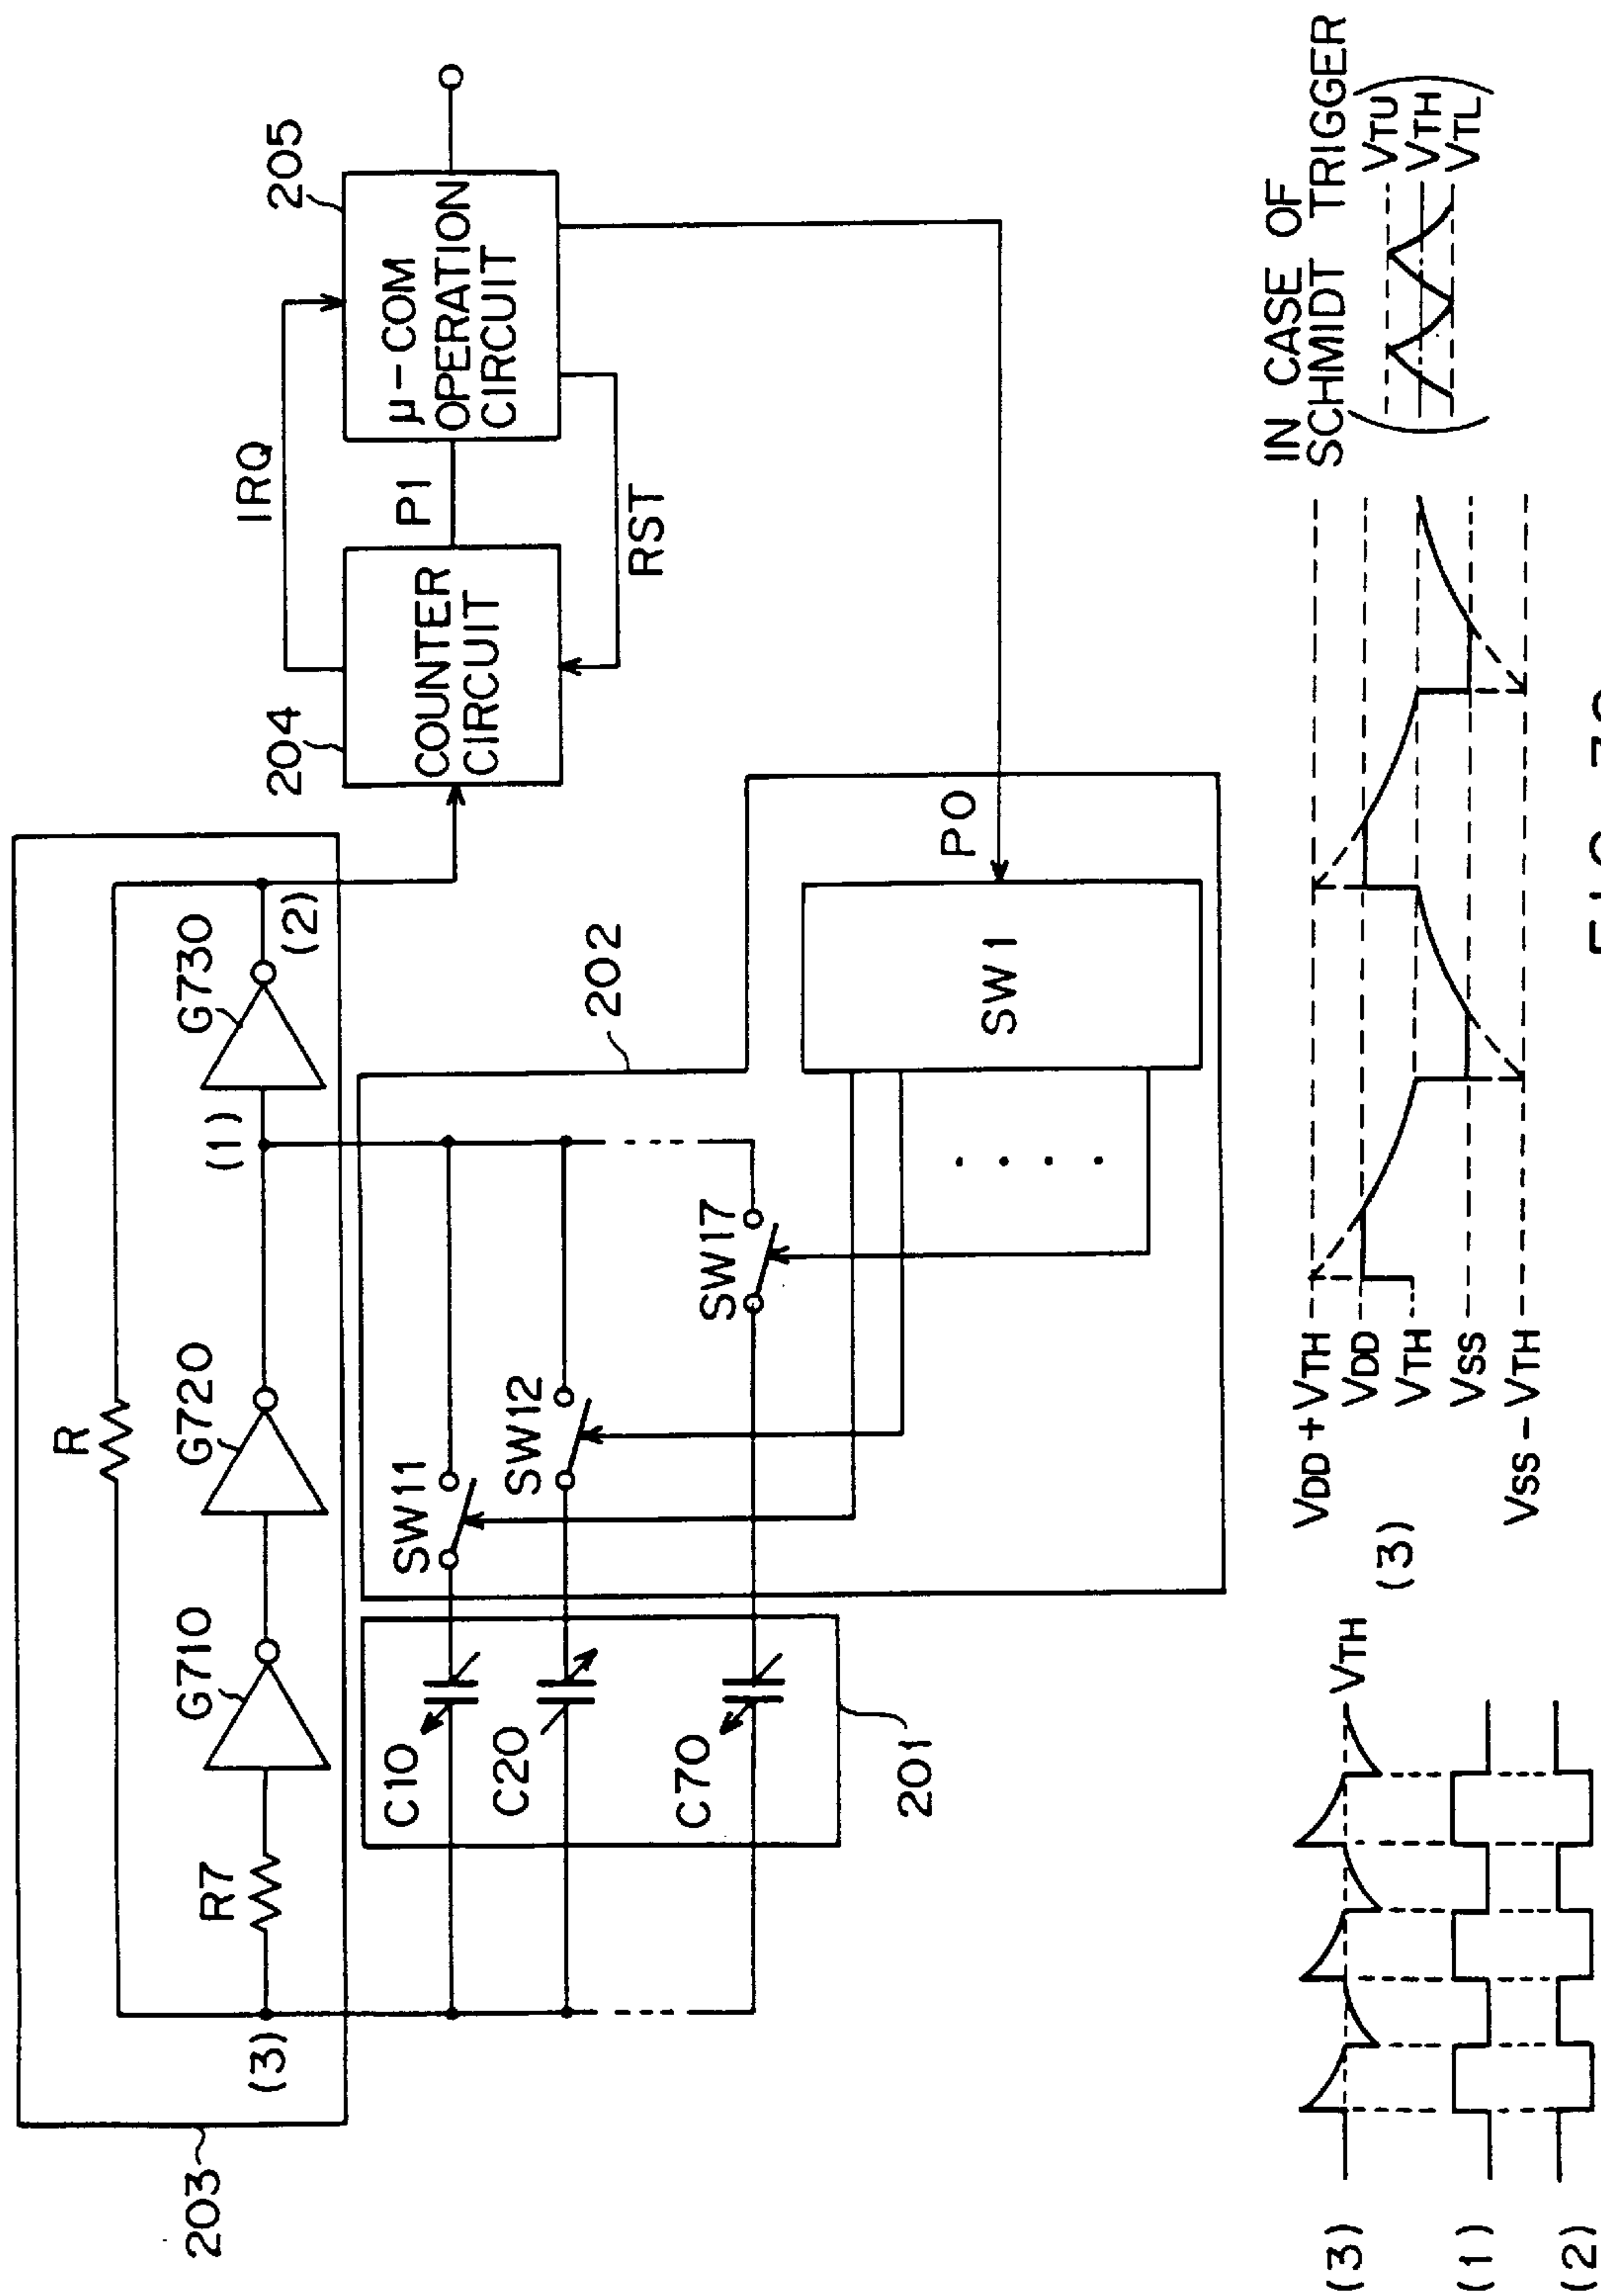 203
R
R7
G710
G720
G730
(3)
(1)
(2)
C10
C20
C70
201
SW11
SW12
SW17
202
SW1
PO
204
COUNTER
CIRCUIT
IRQ
P1
RST
205
μ-COM
OPERATION
CIRCUIT
(3)
VTH
(1)
(2)
(3)
VDD+VTH
VDD
VTH
VSS
VSS-VTH
IN CASE OF
SCHMIDT TRIGGER
VTU
VTH
VTL